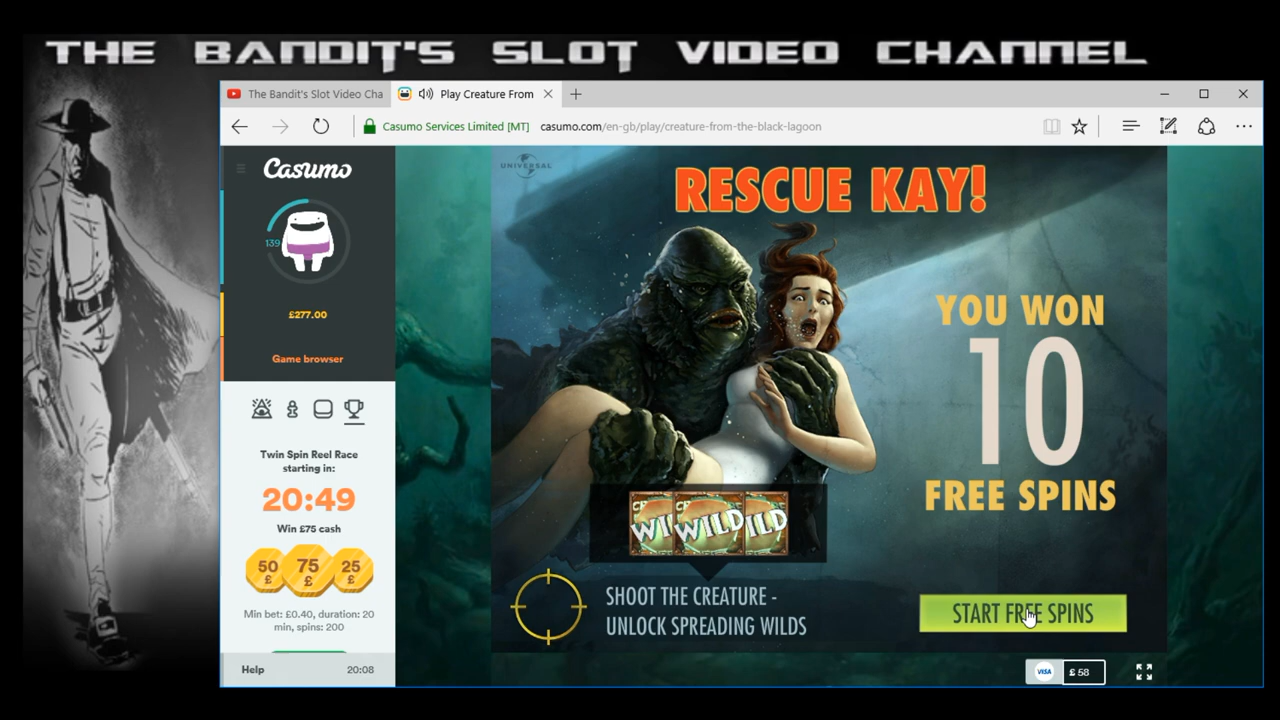 THE BANDIT'S SLOT VIDEO CHANNEL
The Bandit's Slot Video Cha
Play Creature From
Casumo Services Limited [MT] casumo.com/en-gb/play/creature-from-the-black-lagoon
Casumo
139
£277.00
Game browser
Twin Spin Reel Race
starting in:
20:49
Win £75 cash
50 £
75 £
25 £
Min bet: £0.40, duration: 20
min, spins: 200
Help 20:08
UNIVERSAL
RESCUE KAY!
YOU WON
10
FREE SPINS
WI WILD ILD
SHOOT THE CREATURE -
UNLOCK SPREADING WILDS
START FREE SPINS
VISA £ 58